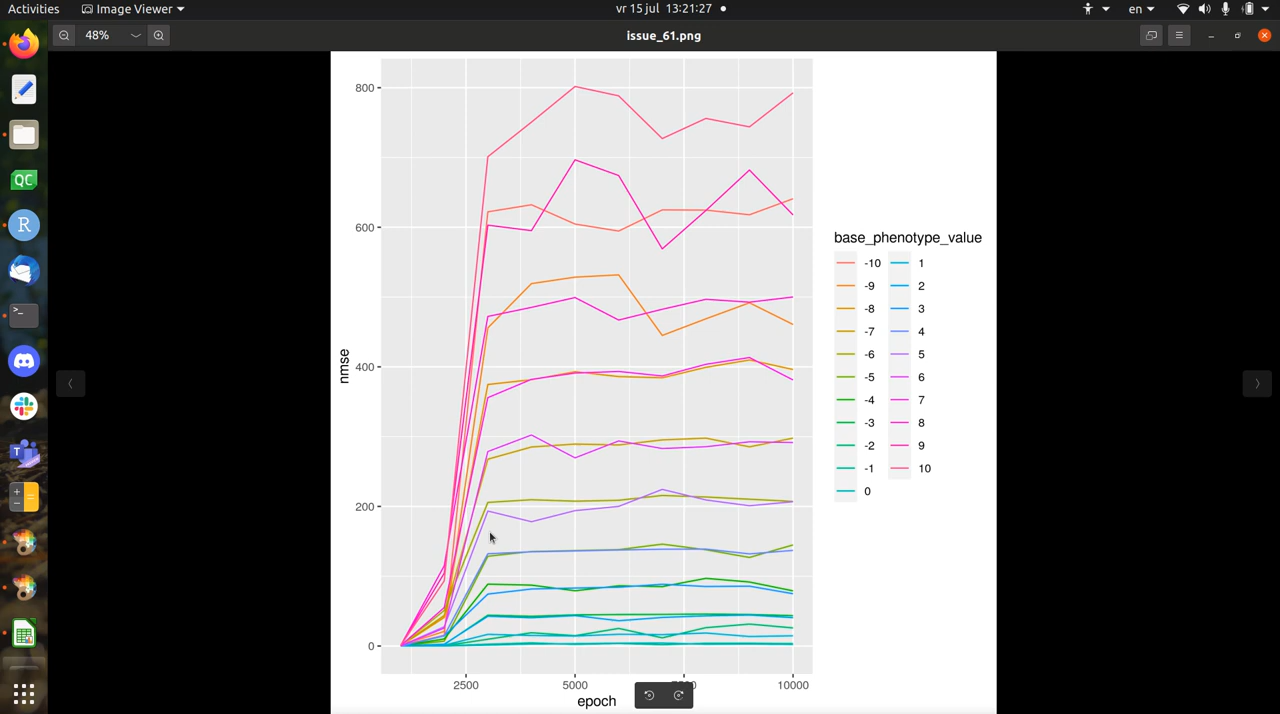 Activities Image Viewer vr 15 jul 13:21:27 en
48% issue_61.png
800
600
400
200
0
nmse
2500 5000 10000
epoch
base_phenotype_value
-10 1
-9 2
-8 3
-7 4
-6 5
-5 6
-4 7
-3 8
-2 9
-1 10
0
QC
R
>_
T